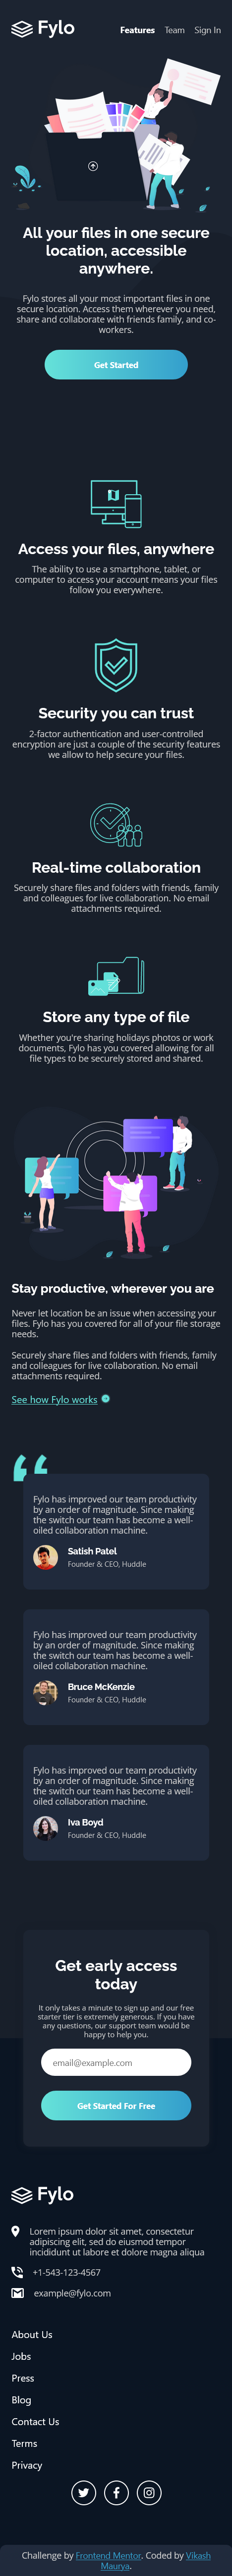 Fylo
Features Team Sign In
All your files in one secure
location, accessible
anywhere.
Fylo stores all your most important files in one
secure location. Access them wherever you need,
share and collaborate with friends family, and co-
workers.
Get Started
Access your files, anywhere
The ability to use a smartphone, tablet, or
computer to access your account means your files
follow you everywhere.
Security you can trust
2-factor authentication and user-controlled
encryption are just a couple of the security features
we allow to help secure your files.
Real-time collaboration
Securely share files and folders with friends, family
and colleagues for live collaboration. No email
attachments required.
Store any type of file
Whether you're sharing holidays photos or work
documents, Fylo has you covered allowing for all
file types to be securely stored and shared.
Stay productive, wherever you are
Never let location be an issue when accessing your
files. Fylo has you covered for all of your file storage
needs.
Securely share files and folders with friends, family
and colleagues for live collaboration. No email
attachments required.
See how Fylo works
Fylo has improved our team productivity
by an order of magnitude. Since making
the switch our team has become a well-
oiled collaboration machine.
Satish Patel
Founder & CEO, Huddle
Fylo has improved our team productivity
by an order of magnitude. Since making
the switch our team has become a well-
oiled collaboration machine.
Bruce McKenzie
Founder & CEO, Huddle
Fylo has improved our team productivity
by an order of magnitude. Since making
the switch our team has become a well-
oiled collaboration machine.
Iva Boyd
Founder & CEO, Huddle
Get early access
today
It only takes a minute to sign up and our free
starter tier is extremely generous. If you have
any questions, our support team would be
happy to help you.
email@example.com
Get Started For Free
Fylo
Lorem ipsum dolor sit amet, consectetur
adipiscing elit, sed do eiusmod tempor
incididunt ut labore et dolore magna aliqua
+1-543-123-4567
example@fylo.com
About Us
Jobs
Press
Blog
Contact Us
Terms
Privacy
Challenge by Frontend Mentor. Coded by Vikash
Maurya.